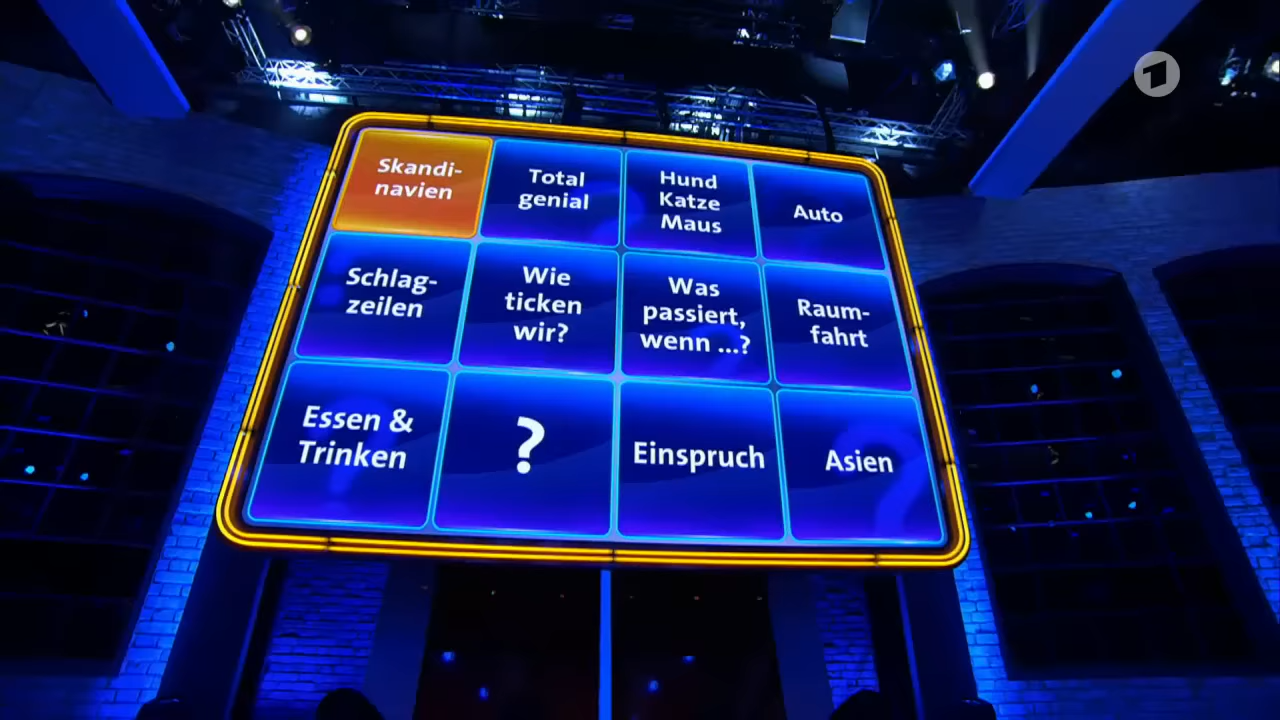 Skandi-
navien
Total
genial
Hund
Katze
Maus
Auto
Schlag-
zeilen
Wie
ticken
wir?
Was
passiert,
wenn ...?
Raum-
fahrt
Essen &
Trinken
?
Einspruch
Asien
1